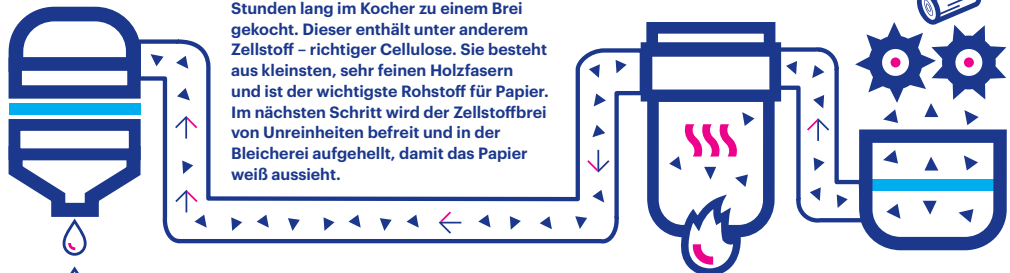 Stunden lang im Kocher zu einem Brei
gekocht. Dieser enthält unter anderem
Zellstoff – richtiger Cellulose. Sie besteht
aus kleinsten, sehr feinen Holzfasern
und ist der wichtigste Rohstoff für Papier.
Im nächsten Schritt wird der Zellstoffbrei
von Unreinheiten befreit und in der
Bleicherei aufgehellt, damit das Papier
weiß aussieht.